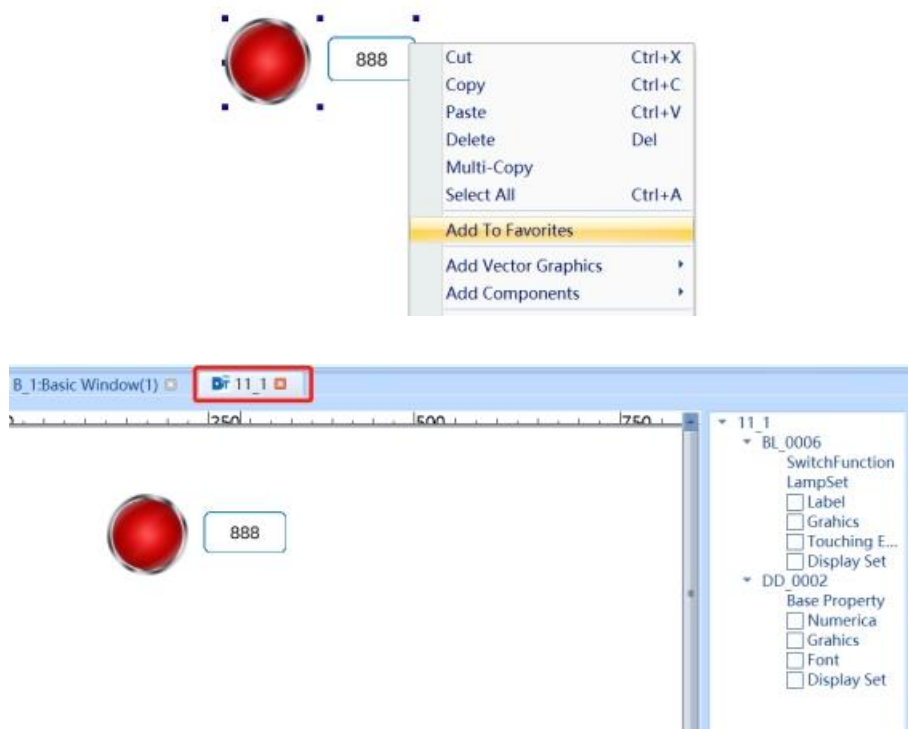 888
Cut Ctrl+X
Copy Ctrl+C
Paste Ctrl+V
Delete Del
Multi-Copy
Select All Ctrl+A
Add To Favorites
Add Vector Graphics
Add Components
B_1:Basic Window(1)
11_1
250
500
750
888
11_1
BL_0006
SwitchFunction
LampSet
Label
Grahics
Touching E...
Display Set
DD_0002
Base Property
Numerica
Grahics
Font
Display Set